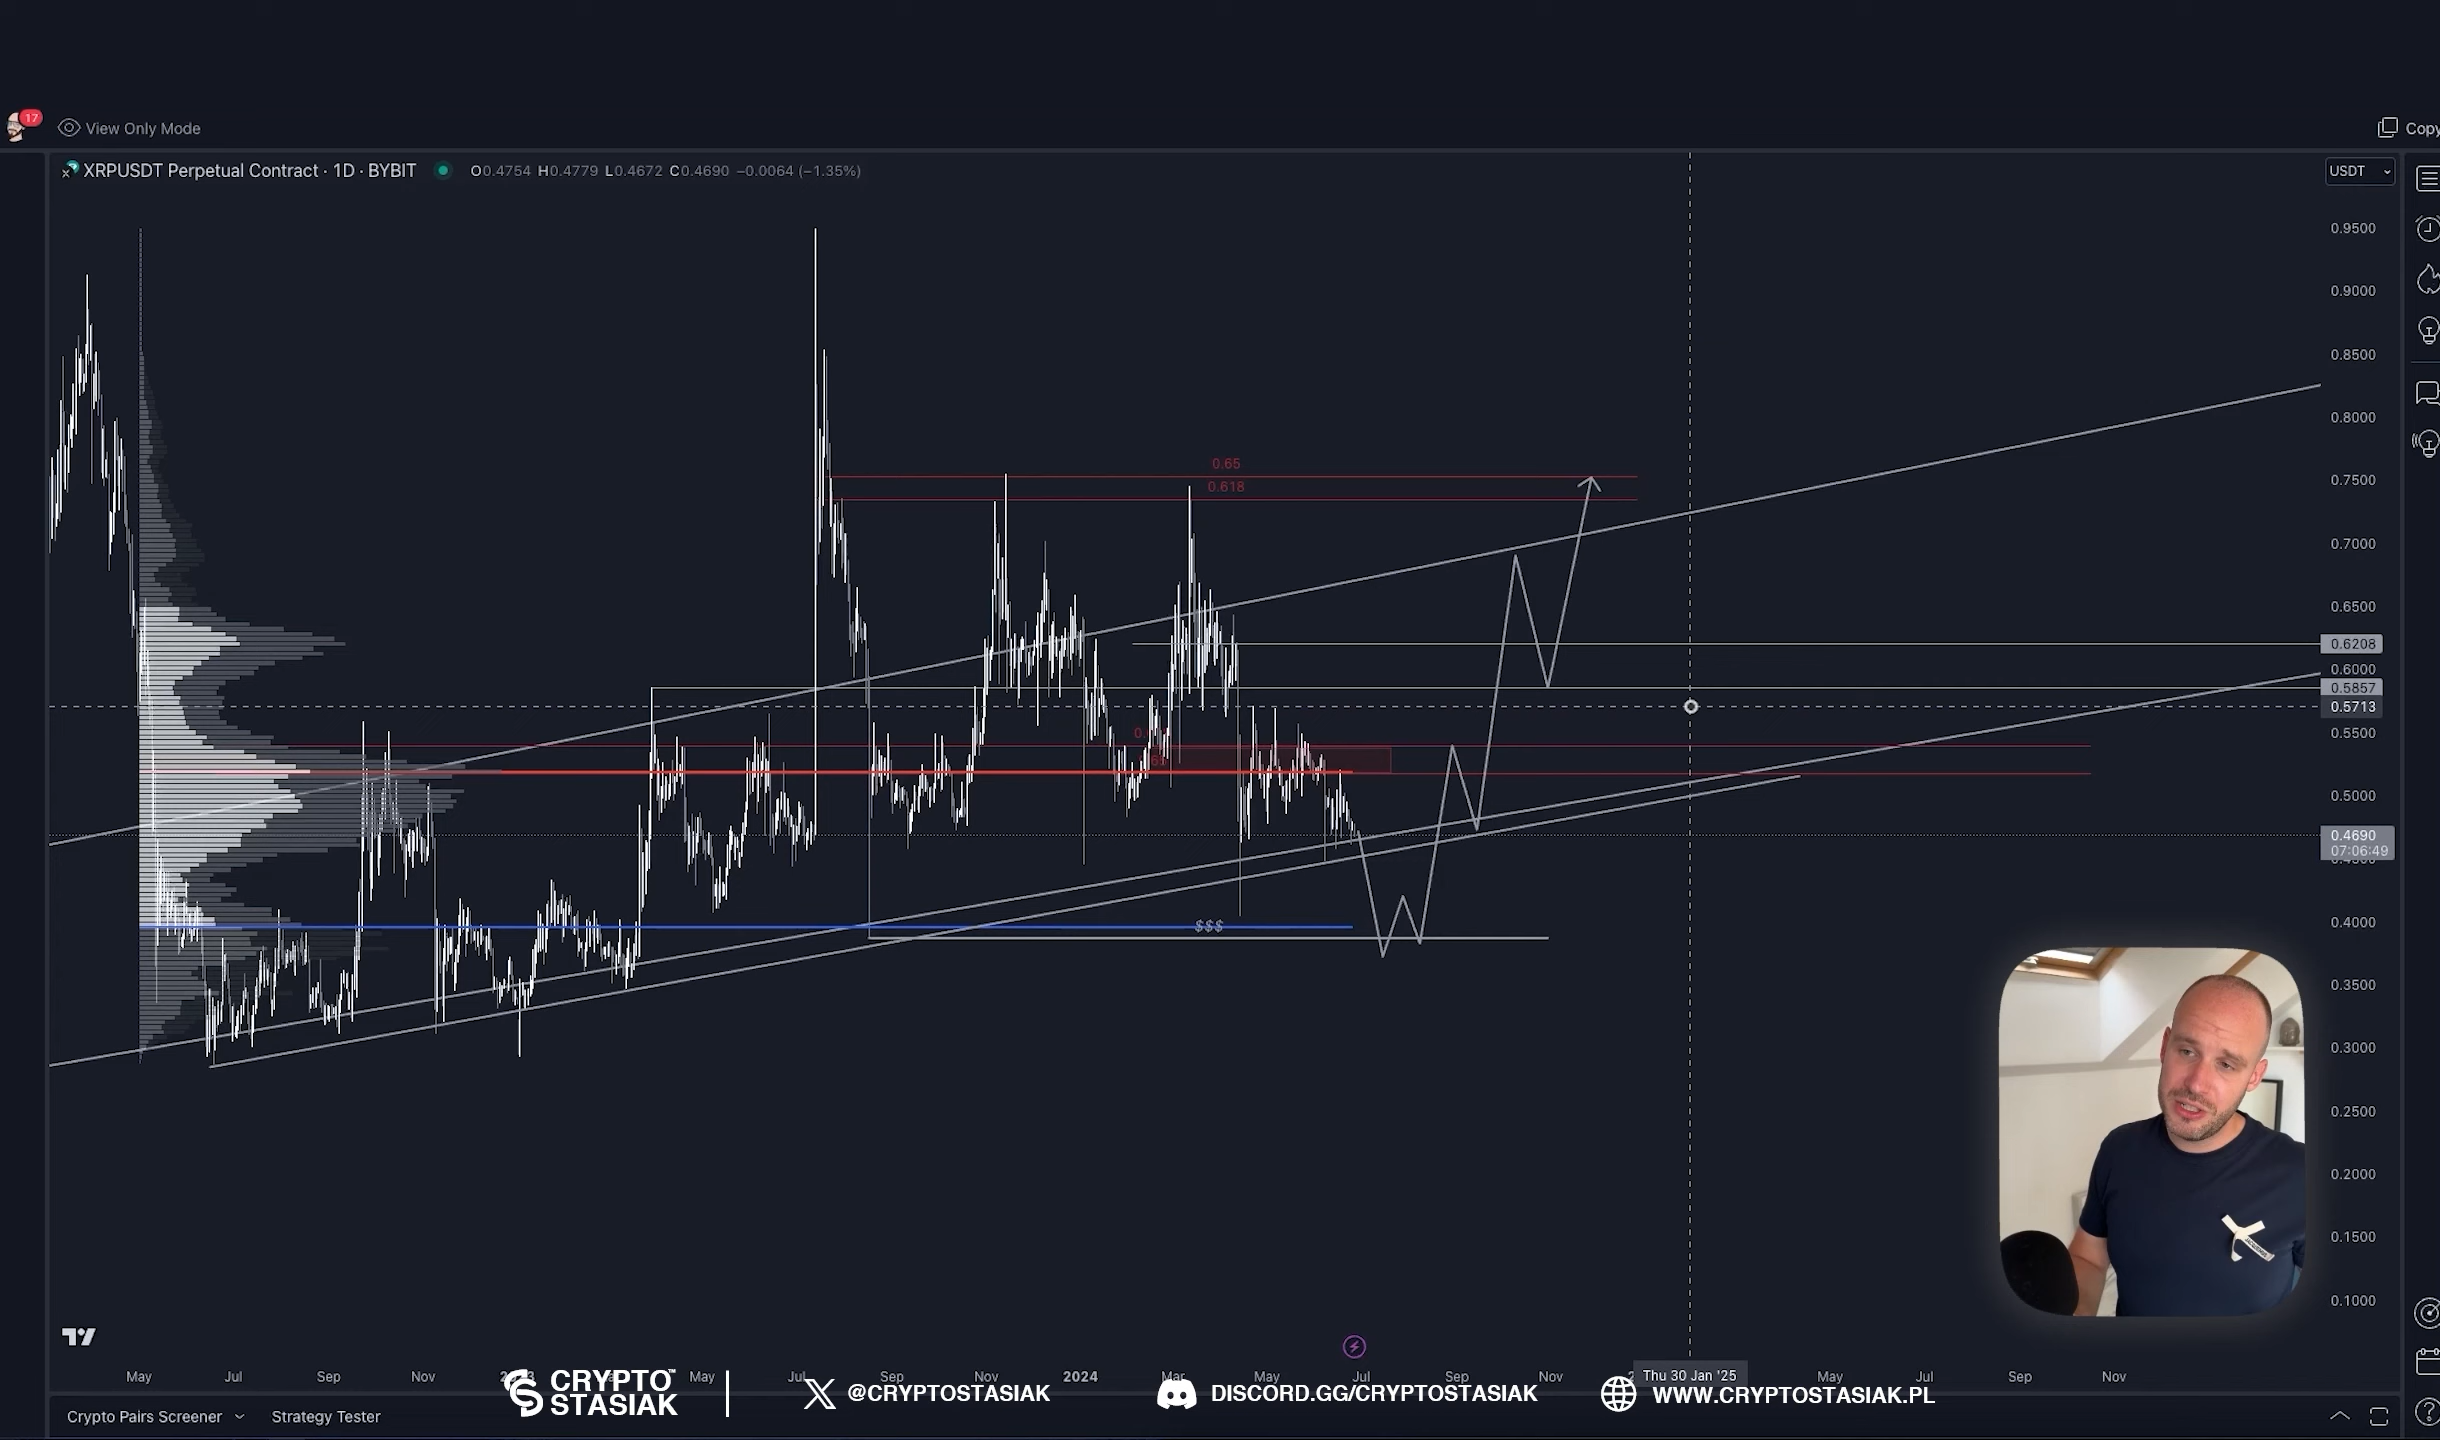 17
View Only Mode
Copy
XRPUSDT Perpetual Contract · 1D · BYBIT O0.4754 H0.4779 L0.4672 C0.4690 −0.0064 (−1.35%)
USDT
0.9500
0.9000
0.8500
0.8000
0.65
0.7500
0.618
0.7000
0.6500
0.6208
0.6000
0.5857
0.5713
0.5500
0.5000
0.4690
07:06:49
$$$
0.4000
0.3500
0.3000
0.2500
0.2000
0.1500
0.1000
May Jul Sep Nov May Jul Sep Nov 2024 Mar May Jul Sep Nov Thu 30 Jan '25 May Jul Sep Nov
CRYPTO™
STASIAK
@CRYPTOSTASIAK
DISCORD.GG/CRYPTOSTASIAK
WWW.CRYPTOSTASIAK.PL
Crypto Pairs Screener Strategy Tester